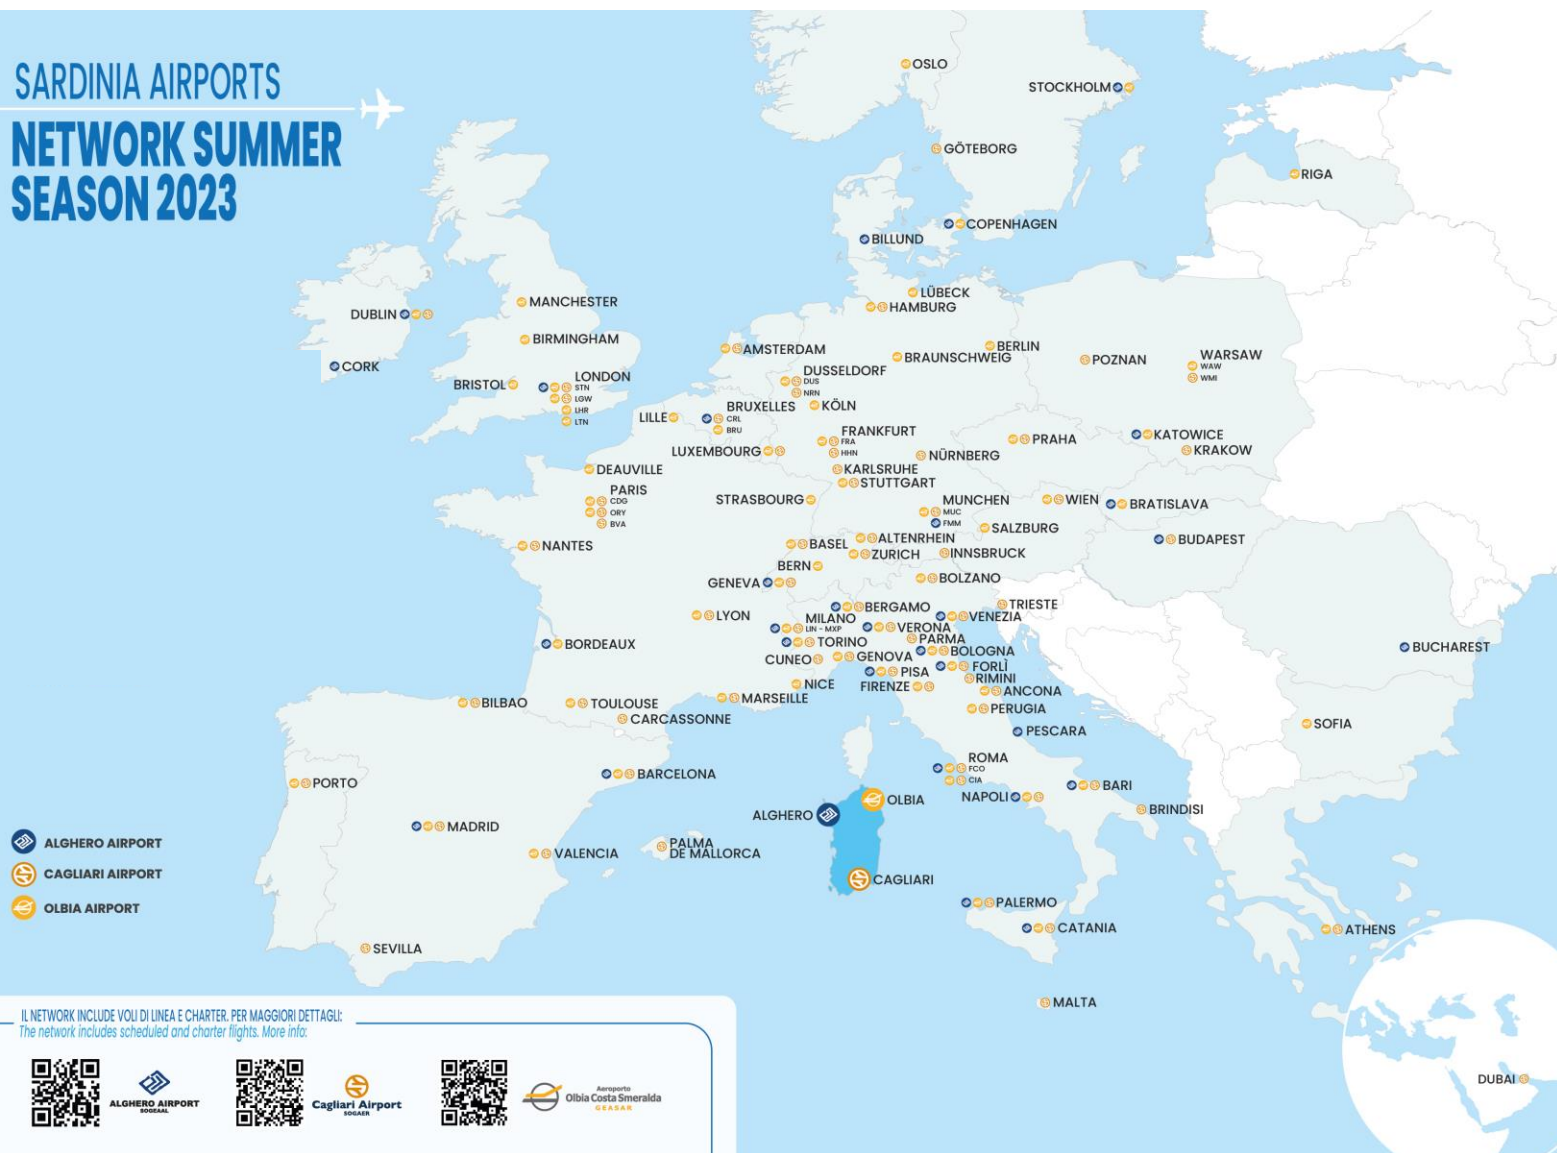 SARDINIA AIRPORTS
NETWORK SUMMER
SEASON 2023
OSLO
STOCKHOLM
GÖTEBORG
RIGA
COPENHAGEN
BILLUND
LÜBECK
HAMBURG
MANCHESTER
DUBLIN
BIRMINGHAM
CORK
AMSTERDAM
BERLIN
BRAUNSCHWEIG
POZNAN
WARSAW
WAW
WMI
BRISTOL
LONDON
STN
LGW
LHR
LTN
DUSSELDORF
DUS
NRN
LILLE
BRUXELLES
CRL
BRU
KÖLN
FRANKFURT
FRA
HHN
LUXEMBOURG
PRAHA
KATOWICE
KRAKOW
NÜRNBERG
KARLSRUHE
STUTTGART
DEAUVILLE
PARIS
CDG
ORY
BVA
STRASBOURG
MUNCHEN
MUC
FMM
WIEN
BRATISLAVA
SALZBURG
NANTES
BASEL
ALTENRHEIN
ZURICH
INNSBRUCK
BUDAPEST
BERN
GENEVA
BOLZANO
LYON
BERGAMO
TRIESTE
MILANO
LIN - MXP
VENEZIA
VERONA
TORINO
PARMA
BORDEAUX
BOLOGNA
BUCHAREST
CUNEO
GENOVA
FORLÌ
PISA
RIMINI
NICE
FIRENZE
ANCONA
MARSEILLE
BILBAO
TOULOUSE
PERUGIA
CARCASSONNE
SOFIA
PESCARA
ROMA
FCO
CIA
BARCELONA
PORTO
BARI
NAPOLI
BRINDISI
OLBIA
ALGHERO
MADRID
VALENCIA
PALMA
DE MALLORCA
CAGLIARI
ALGHERO AIRPORT
CAGLIARI AIRPORT
OLBIA AIRPORT
PALERMO
CATANIA
ATHENS
SEVILLA
MALTA
DUBAI
IL NETWORK INCLUDE VOLI DI LINEA E CHARTER. PER MAGGIORI DETTAGLI:
The network includes scheduled and charter flights. More info:
ALGHERO AIRPORT
SOGEAAL
Cagliari Airport
SOGAER
Aeroporto
Olbia Costa Smeralda
GEASAR